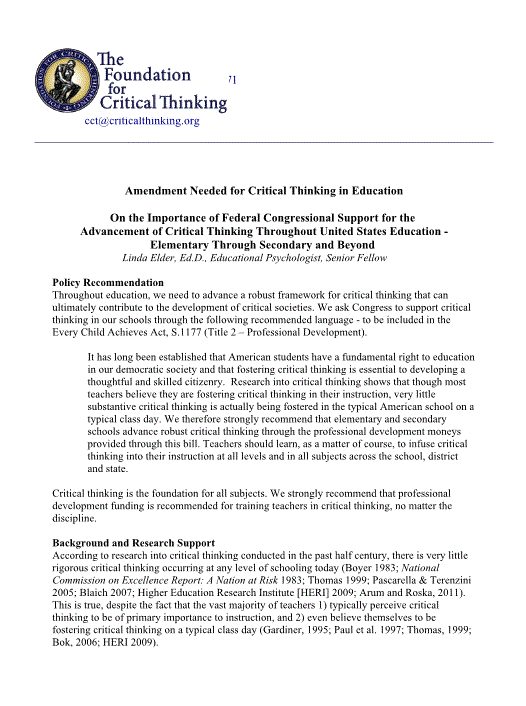 The
Foundation
for
Critical Thinking
cct@criticalthinking.org
Amendment Needed for Critical Thinking in Education
On the Importance of Federal Congressional Support for the
Advancement of Critical Thinking Throughout United States Education -
Elementary Through Secondary and Beyond
Linda Elder, Ed.D., Educational Psychologist, Senior Fellow
Policy Recommendation
Throughout education, we need to advance a robust framework for critical thinking that can
ultimately contribute to the development of critical societies. We ask Congress to support critical
thinking in our schools through the following recommended language - to be included in the
Every Child Achieves Act, S.1177 (Title 2 – Professional Development).
It has long been established that American students have a fundamental right to education
in our democratic society and that fostering critical thinking is essential to developing a
thoughtful and skilled citizenry.  Research into critical thinking shows that though most
teachers believe they are fostering critical thinking in their instruction, very little
substantive critical thinking is actually being fostered in the typical American school on a
typical class day. We therefore strongly recommend that elementary and secondary
schools advance robust critical thinking through the professional development moneys
provided through this bill. Teachers should learn, as a matter of course, to infuse critical
thinking into their instruction at all levels and in all subjects across the school, district
and state.
Critical thinking is the foundation for all subjects. We strongly recommend that professional
development funding is recommended for training teachers in critical thinking, no matter the
discipline.
Background and Research Support
According to research into critical thinking conducted in the past half century, there is very little
rigorous critical thinking occurring at any level of schooling today (Boyer 1983; National
Commission on Excellence Report: A Nation at Risk 1983; Thomas 1999; Pascarella & Terenzini
2005; Blaich 2007; Higher Education Research Institute [HERI] 2009; Arum and Roska, 2011).
This is true, despite the fact that the vast majority of teachers 1) typically perceive critical
thinking to be of primary importance to instruction, and 2) even believe themselves to be
fostering critical thinking on a typical class day (Gardiner, 1995; Paul et al. 1997; Thomas, 1999;
Bok, 2006; HERI 2009).